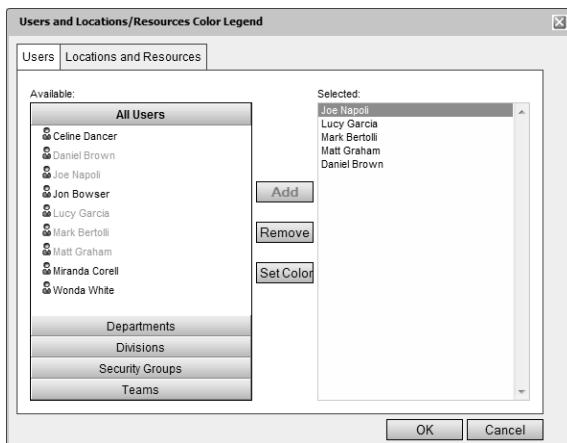 Users and Locations/Resources Color Legend
Users
Locations and Resources
Available:
All Users
Celine Dancer
Daniel Brown
Joe Napoli
Jon Bowser
Lucy Garcia
Mark Bertolli
Matt Graham
Miranda Corell
Wonda White
Departments
Divisions
Security Groups
Teams
Add
Remove
Set Color
Selected:
Joe Napoli
Lucy Garcia
Mark Bertolli
Matt Graham
Daniel Brown
OK
Cancel